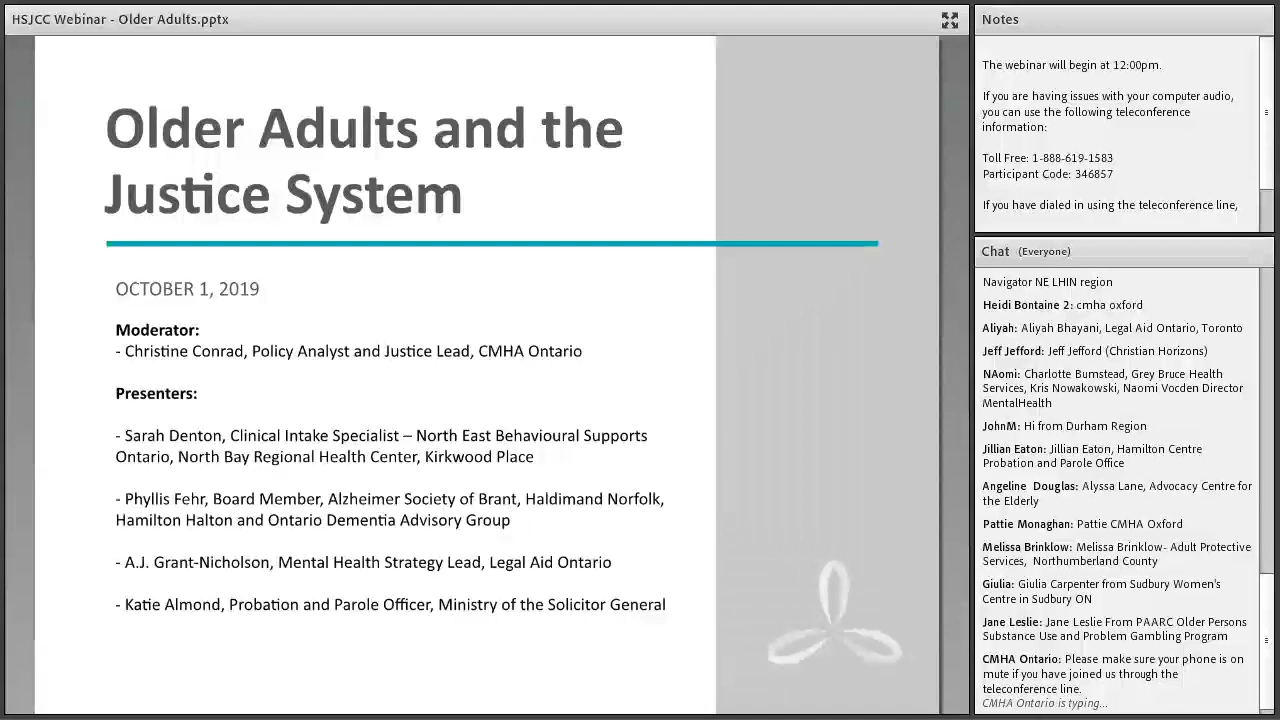 HSJCC Webinar - Older Adults.pptx
Older Adults and the
Justice System
OCTOBER 1, 2019
Moderator:
- Christine Conrad, Policy Analyst and Justice Lead, CMHA Ontario
Presenters:
- Sarah Denton, Clinical Intake Specialist – North East Behavioural Supports
Ontario, North Bay Regional Health Center, Kirkwood Place
- Phyllis Fehr, Board Member, Alzheimer Society of Brant, Haldimand Norfolk,
Hamilton Halton and Ontario Dementia Advisory Group
- A.J. Grant-Nicholson, Mental Health Strategy Lead, Legal Aid Ontario
- Katie Almond, Probation and Parole Officer, Ministry of the Solicitor General
Notes
The webinar will begin at 12:00pm.
If you are having issues with your computer audio,
you can use the following teleconference
information:
Toll Free: 1-888-619-1583
Participant Code: 346857
If you have dialed in using the teleconference line,
Chat (Everyone)
Navigator NE LHIN region
Heidi Bontaine 2: cmha oxford
Aliyah: Aliyah Bhayani, Legal Aid Ontario, Toronto
Jeff Jefford: Jeff Jefford (Christian Horizons)
NAomi: Charlotte Bumstead, Grey Bruce Health
Services, Kris Nowakowski, Naomi Vocden Director
MentalHealth
JohnM: Hi from Durham Region
Jillian Eaton: Jillian Eaton, Hamilton Centre
Probation and Parole Office
Angeline Douglas: Alyssa Lane, Advocacy Centre for
the Elderly
Pattie Monaghan: Pattie CMHA Oxford
Melissa Brinklow: Melissa Brinklow- Adult Protective
Services, Northumberland County
Giulia: Giulia Carpenter from Sudbury Women's
Centre in Sudbury ON
Jane Leslie: Jane Leslie From PAARC Older Persons
Substance Use and Problem Gambling Program
CMHA Ontario: Please make sure your phone is on
mute if you have joined us through the
teleconference line.
CMHA Ontario is typing...